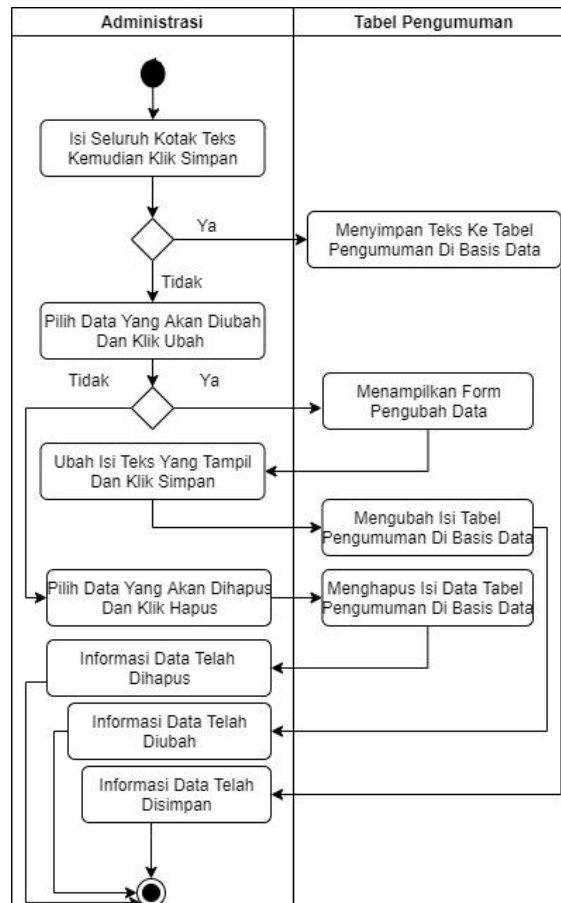 Administrasi
Tabel Pengumuman
Isi Seluruh Kotak Teks
Kemudian Klik Simpan
Ya
Menyimpan Teks Ke Tabel
Pengumuman Di Basis Data
Tidak
Pilih Data Yang Akan Diubah
Dan Klik Ubah
Tidak
Ya
Menampilkan Form
Pengubah Data
Ubah Isi Teks Yang Tampil
Dan Klik Simpan
Mengubah Isi Tabel
Pengumuman Di Basis Data
Pilih Data Yang Akan Dihapus
Dan Klik Hapus
Menghapus Isi Data Tabel
Pengumuman Di Basis Data
Informasi Data Telah
Dihapus
Informasi Data Telah
Diubah
Informasi Data Telah
Disimpan